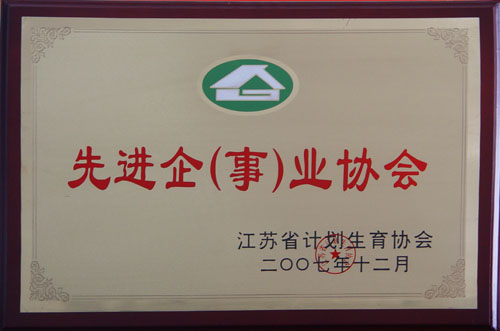 先进企(事)业协会
江苏省计划生育协会
二〇〇七年十二月